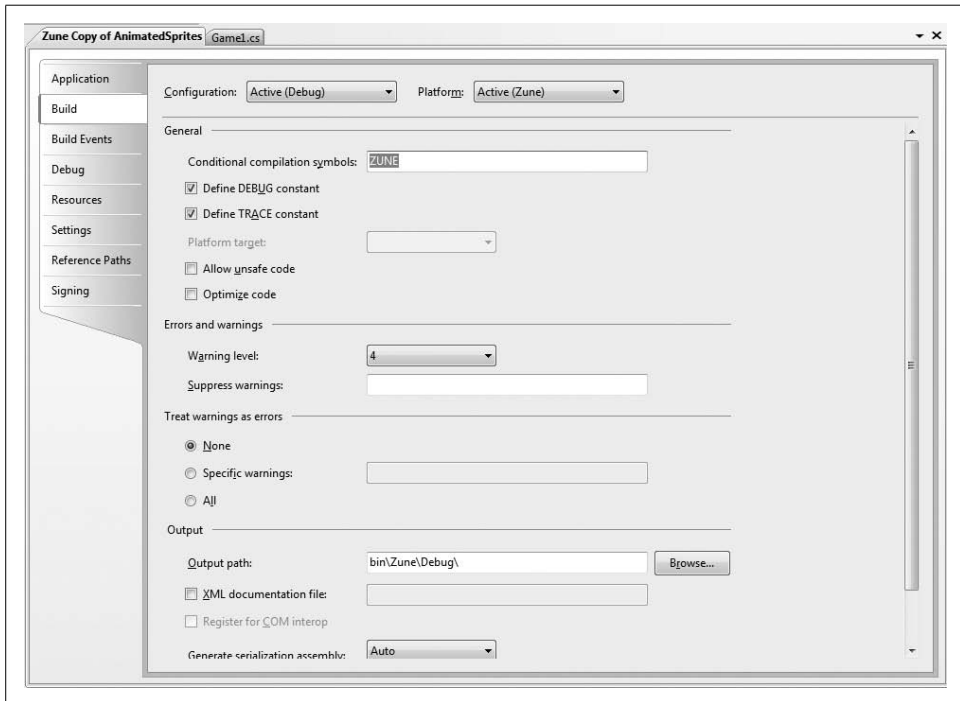 Zune Copy of AnimatedSprites Game1.cs
Application
Build
Build Events
Debug
Resources
Settings
Reference Paths
Signing
Configuration: Active (Debug) Platform: Active (Zune)
General
Conditional compilation symbols: ZUNE
Define DEBUG constant
Define TRACE constant
Platform target:
Allow unsafe code
Optimize code
Errors and warnings
Warning level: 4
Suppress warnings:
Treat warnings as errors
None
Specific warnings:
All
Output
Output path: bin\Zune\Debug\ Browse...
XML documentation file:
Register for COM interop
Generate serialization assembly: Auto